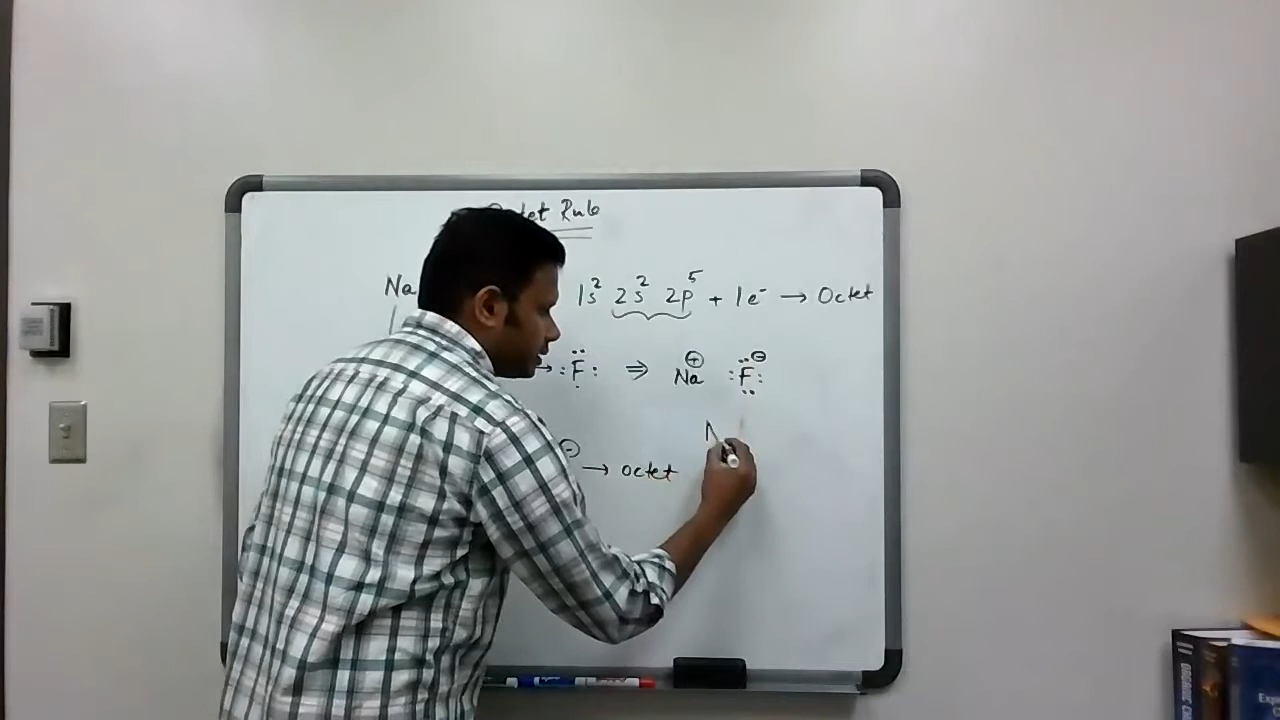 Octet Rule
Na 1s² 2s² 2p⁵ + 1e⁻ → Octet
→ :F: ⇒ Na⊕ :F:⊖
⊖ → octet
N